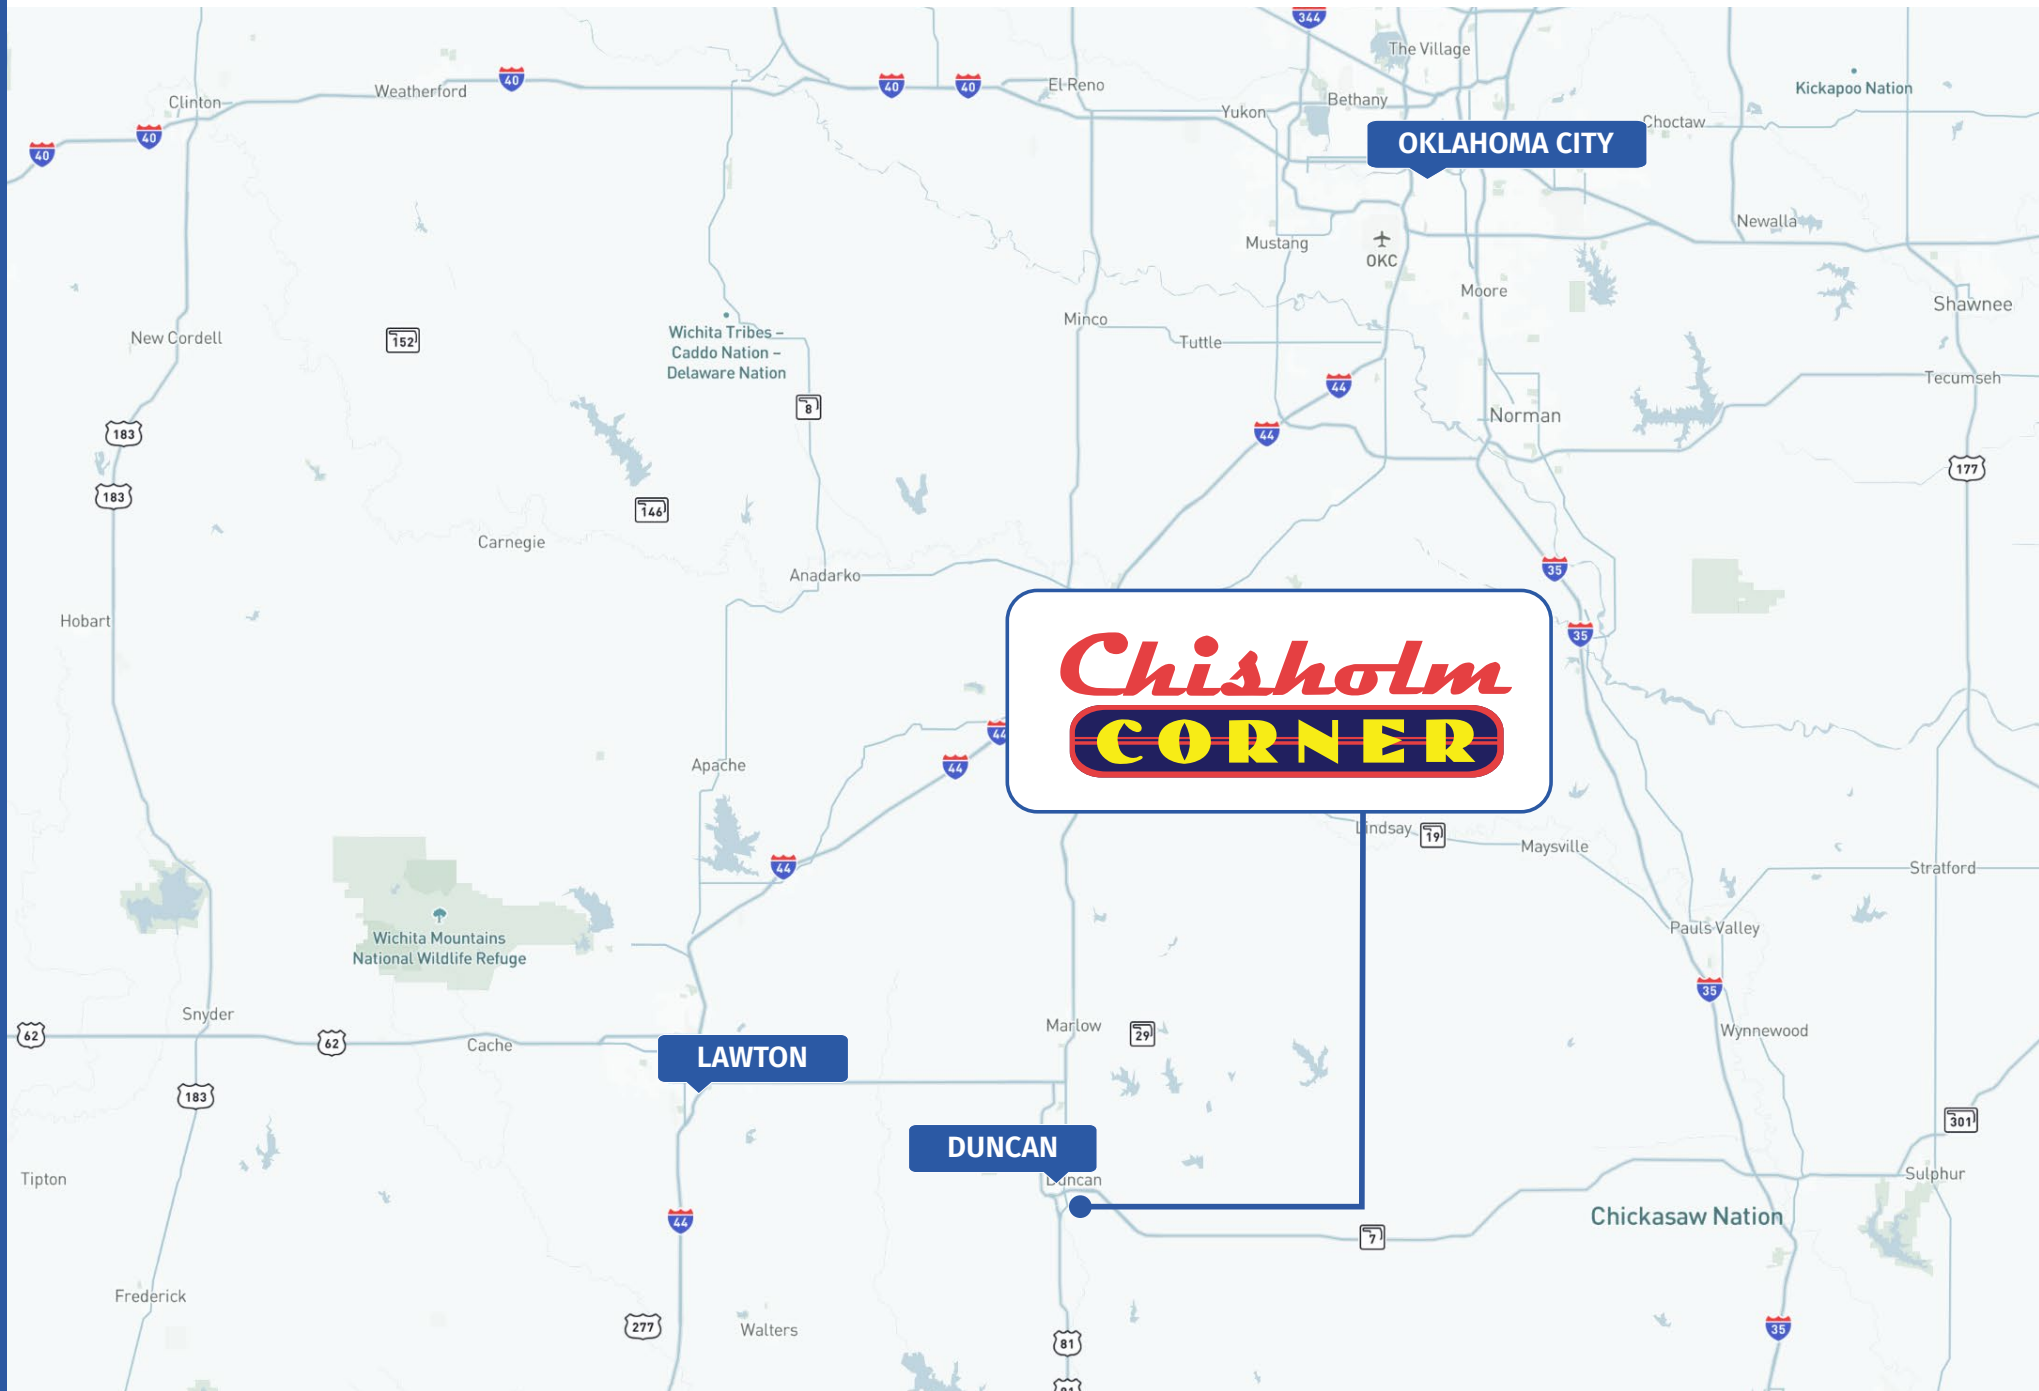 344
The Village
40
Weatherford
40
40
El Reno
Kickapoo Nation
Clinton
Bethany
Yukon
40
Choctaw
40
OKLAHOMA CITY
Newalla
Mustang
OKC
Moore
Shawnee
Minco
New Cordell
152
Wichita Tribes –
Caddo Nation –
Delaware Nation
Tuttle
44
Tecumseh
8
Norman
183
44
177
183
146
Carnegie
Anadarko
35
Hobart
35
Chisholm
CORNER
44
Apache
44
Lindsay
19
Maysville
44
Stratford
Pauls Valley
Wichita Mountains
National Wildlife Refuge
35
Snyder
Marlow
29
Wynnewood
62
62
Cache
LAWTON
183
301
DUNCAN
Duncan
Tipton
Sulphur
44
Chickasaw Nation
7
Frederick
277
Walters
35
81
81